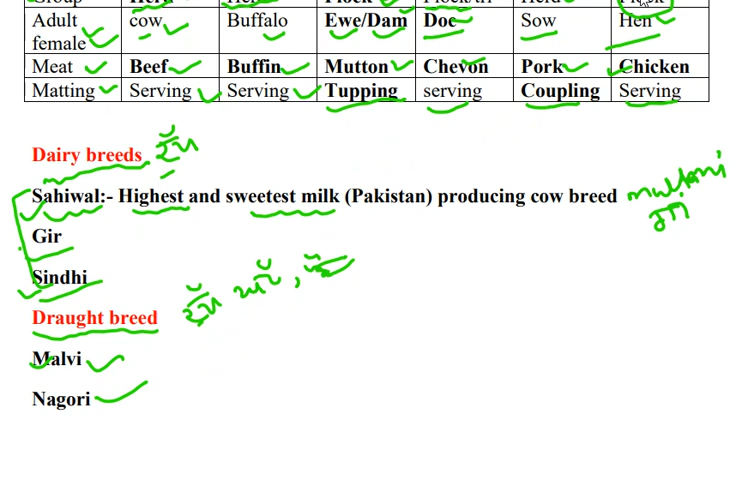 Adult female cow Buffalo Ewe/Dam Doe Sow Hen
Meat Beef Buffin Mutton Chevon Pork Chicken
Matting Serving Serving Tupping serving Coupling Serving
Dairy breeds
Sahiwal:- Highest and sweetest milk (Pakistan) producing cow breed multani
Gir
Sindhi
Draught breed
Malvi
Nagori